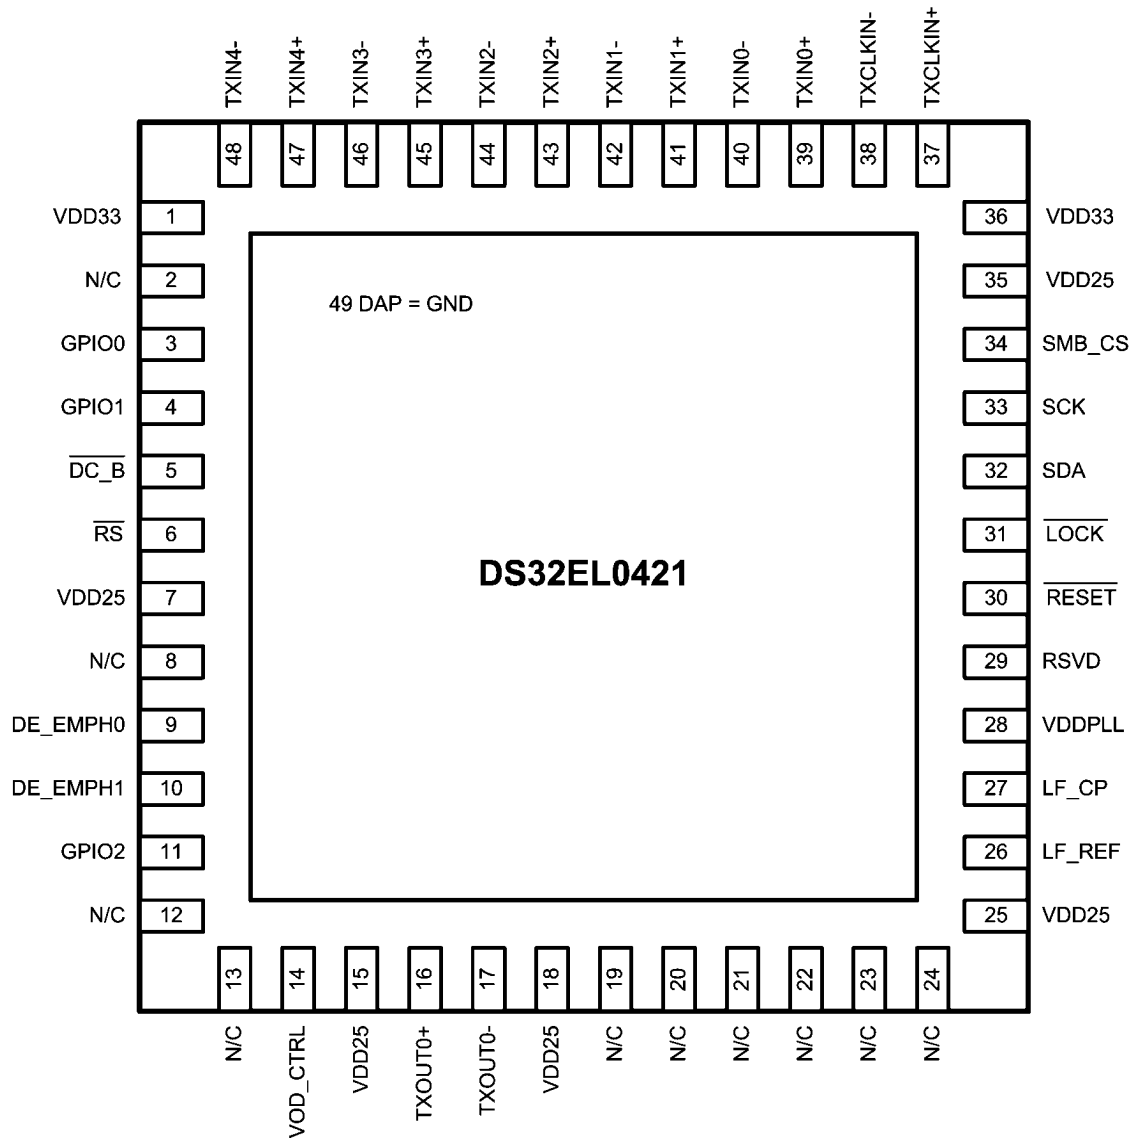 TXIN4-
TXIN4+
TXIN3-
TXIN3+
TXIN2-
TXIN2+
TXIN1-
TXIN1+
TXIN0-
TXIN0+
TXCLKIN-
TXCLKIN+
48
47
46
45
44
43
42
41
40
39
38
37
VDD33 1
36 VDD33
N/C 2
35 VDD25
49 DAP = GND
GPIO0 3
34 SMB_CS
GPIO1 4
33 SCK
DC_B 5
32 SDA
RS 6
31 LOCK
DS32EL0421
VDD25 7
30 RESET
N/C 8
29 RSVD
DE_EMPH0 9
28 VDDPLL
DE_EMPH1 10
27 LF_CP
GPIO2 11
26 LF_REF
N/C 12
25 VDD25
13
14
15
16
17
18
19
20
21
22
23
24
N/C
VOD_CTRL
VDD25
TXOUT0+
TXOUT0-
VDD25
N/C
N/C
N/C
N/C
N/C
N/C